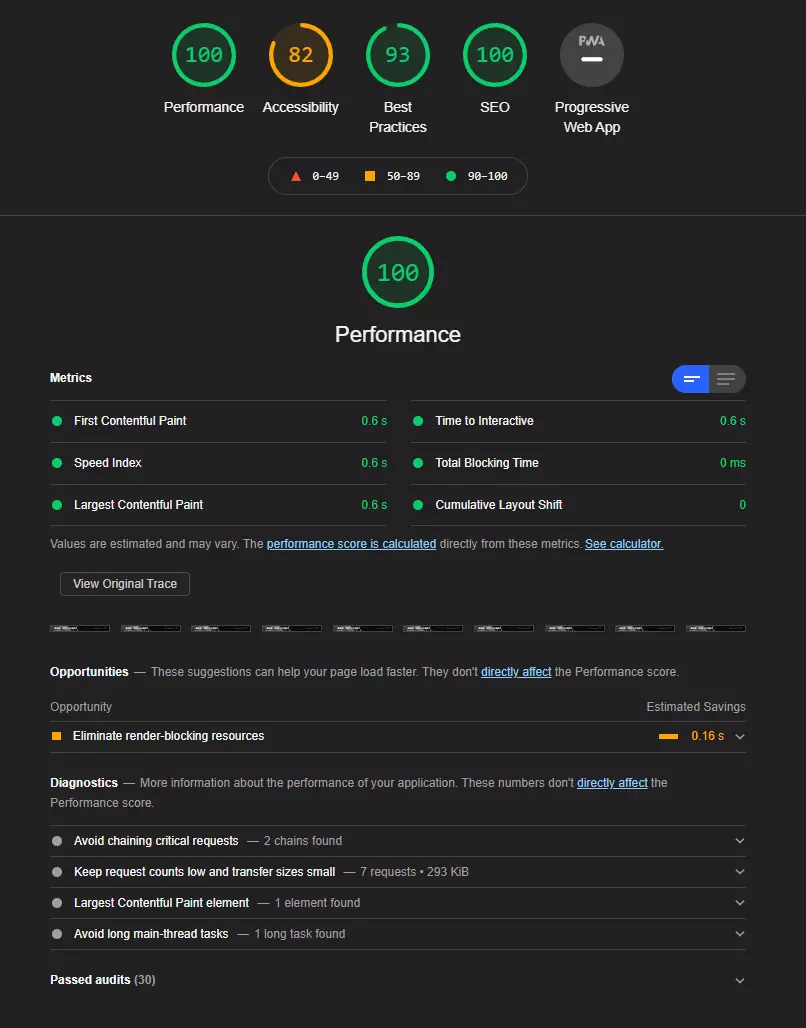 100
82
93
100
PWA
Performance
Accessibility
Best
Practices
SEO
Progressive
Web App
0–49
50–89
90–100
100
Performance
Metrics
First Contentful Paint 0.6 s
Time to Interactive 0.6 s
Speed Index 0.6 s
Total Blocking Time 0 ms
Largest Contentful Paint 0.6 s
Cumulative Layout Shift 0
Values are estimated and may vary. The performance score is calculated directly from these metrics. See calculator.
View Original Trace
Opportunities — These suggestions can help your page load faster. They don't directly affect the Performance score.
Opportunity Estimated Savings
Eliminate render-blocking resources 0.16 s
Diagnostics — More information about the performance of your application. These numbers don't directly affect the
Performance score.
Avoid chaining critical requests — 2 chains found
Keep request counts low and transfer sizes small — 7 requests • 293 KiB
Largest Contentful Paint element — 1 element found
Avoid long main-thread tasks — 1 long task found
Passed audits (30)